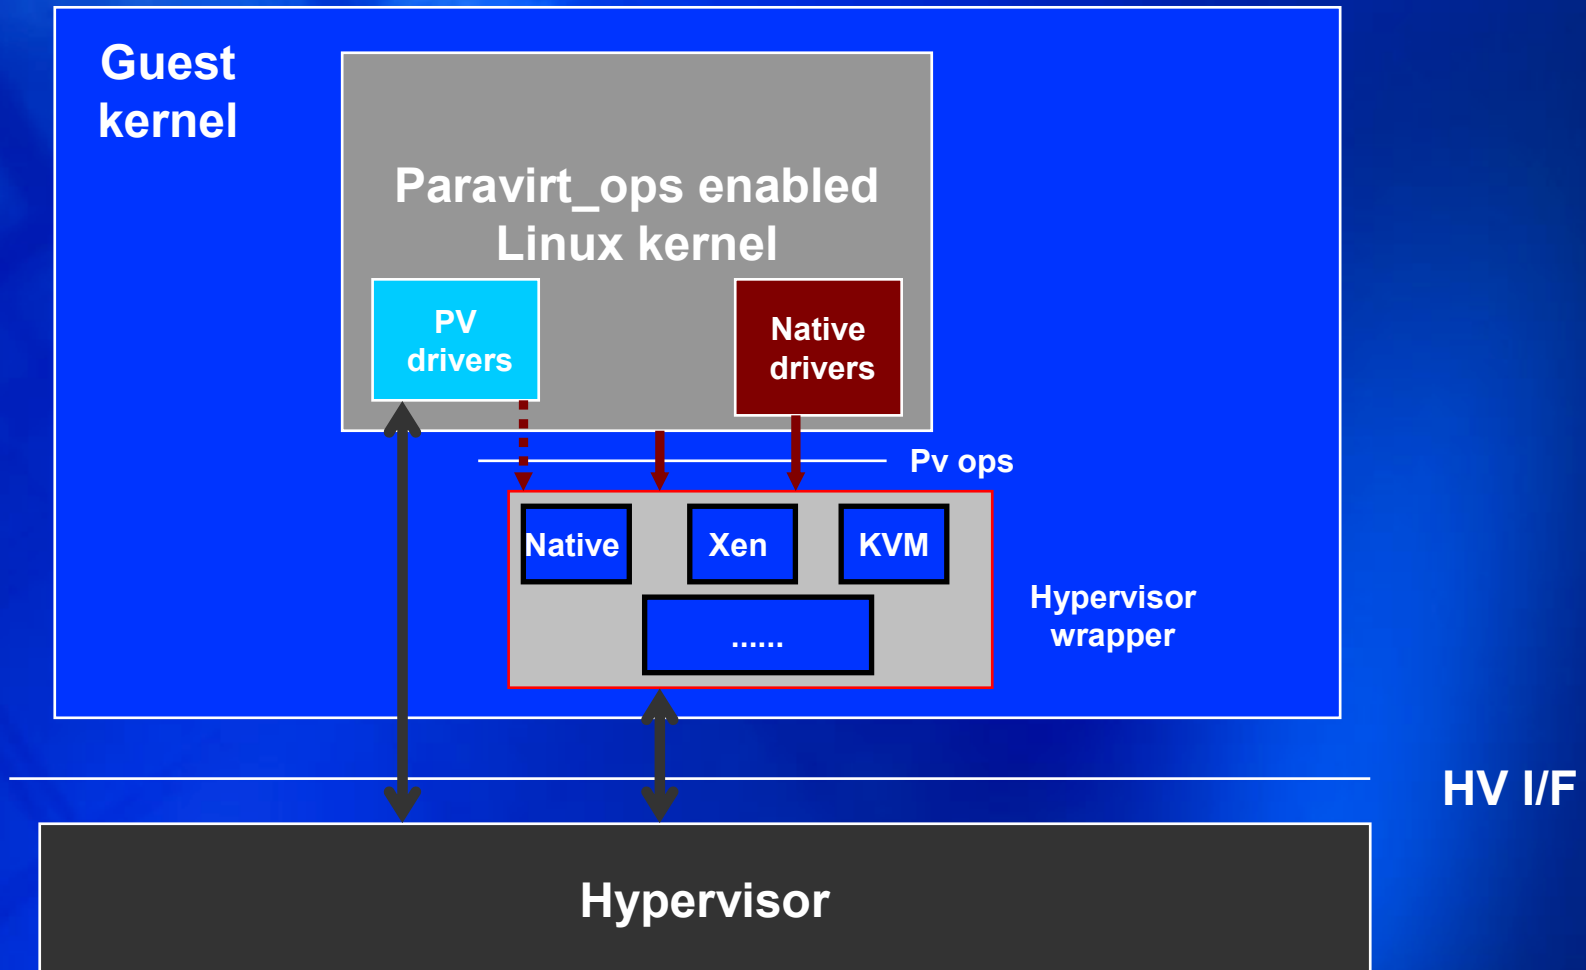 Guest
kernel
Paravirt_ops enabled
Linux kernel
PV
drivers
Native
drivers
Pv ops
Native
Xen
KVM
......
Hypervisor
wrapper
HV I/F
Hypervisor